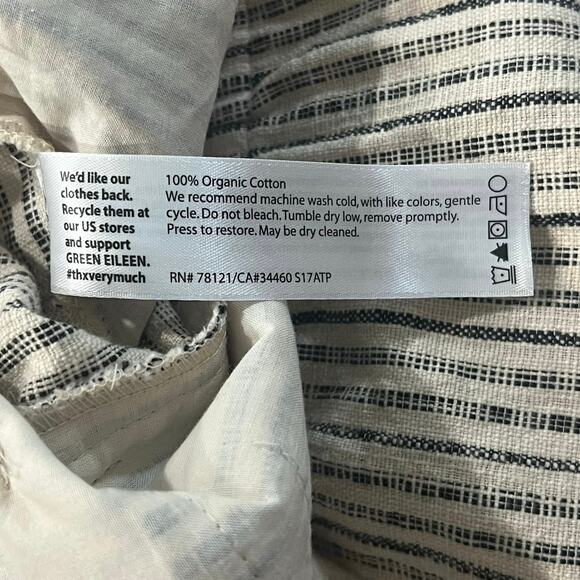 We'd like our
clothes back.
Recycle them at
our US stores
and support
GREEN EILEEN.
#thxverymuch
100% Organic Cotton
We recommend machine wash cold, with like colors, gentle
cycle. Do not bleach. Tumble dry low, remove promptly.
Press to restore. May be dry cleaned.
RN# 78121/CA#34460 S17ATP